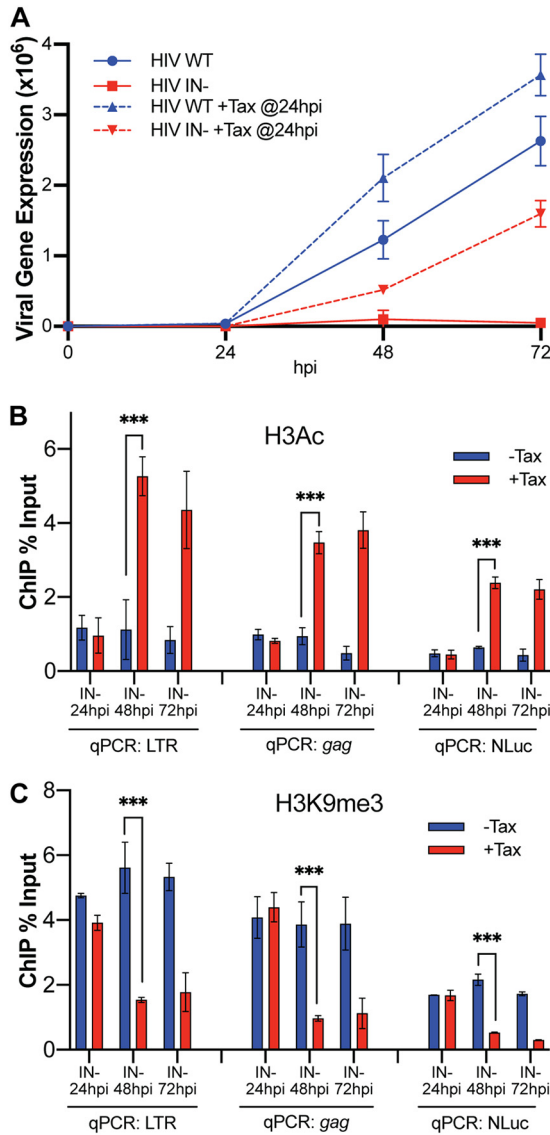 A
Viral Gene Expression (x10⁶)
4
3
2
1
0
HIV WT
HIV IN-
HIV WT +Tax @24hpi
HIV IN- +Tax @24hpi
0 24 48 72
hpi
B
H3Ac
ChIP % Input
6
4
2
0
-Tax
+Tax
*** *** ***
IN- IN- IN- IN- IN- IN- IN- IN- IN-
24hpi 48hpi 72hpi 24hpi 48hpi 72hpi 24hpi 48hpi 72hpi
qPCR: LTR qPCR: gag qPCR: NLuc
C
H3K9me3
ChIP % Input
8
6
4
2
0
-Tax
+Tax
*** *** ***
IN- IN- IN- IN- IN- IN- IN- IN- IN-
24hpi 48hpi 72hpi 24hpi 48hpi 72hpi 24hpi 48hpi 72hpi
qPCR: LTR qPCR: gag qPCR: NLuc